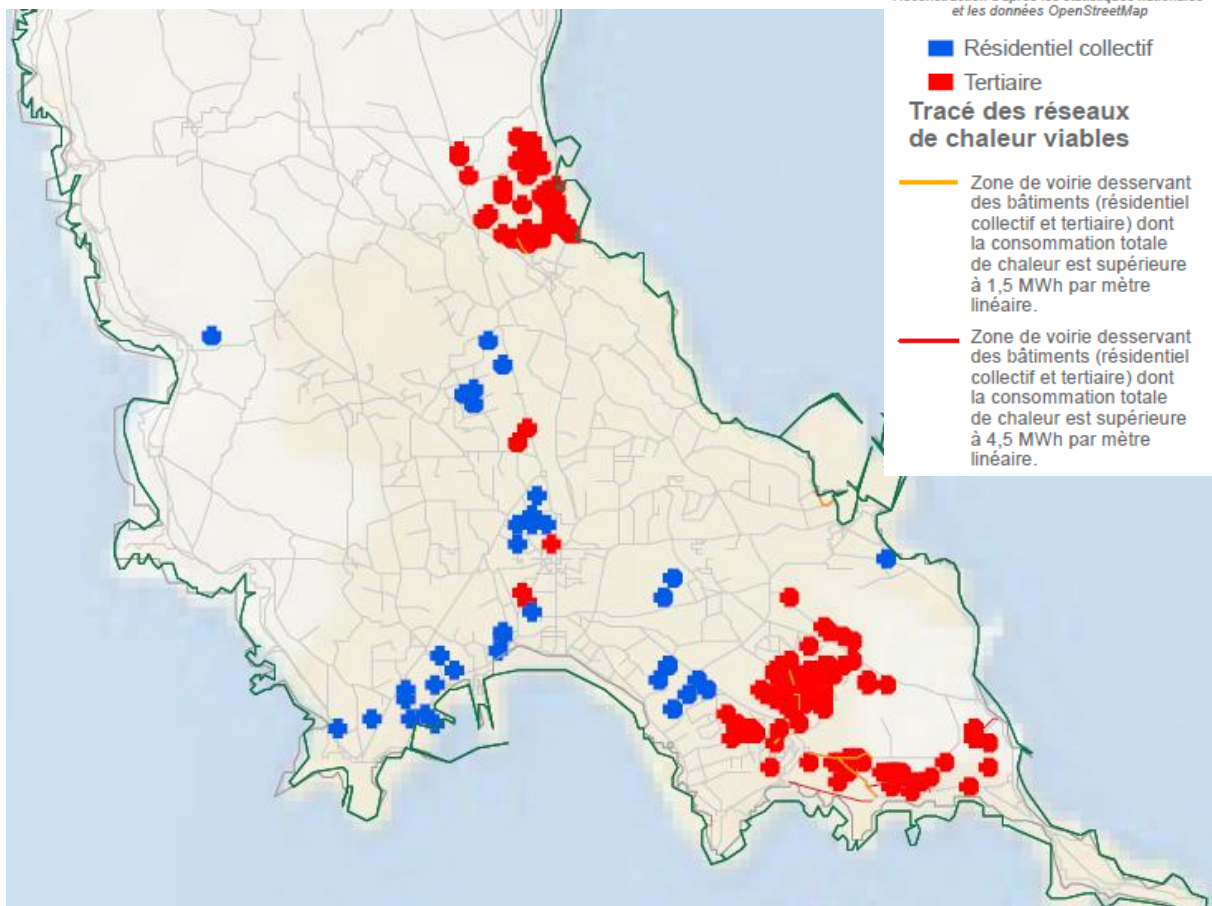 et les données OpenStreetMap
Résidentiel collectif
Tertiaire
Tracé des réseaux
de chaleur viables
Zone de voirie desservant
des bâtiments (résidentiel
collectif et tertiaire) dont
la consommation totale
de chaleur est supérieure
à 1,5 MWh par mètre
linéaire.
Zone de voirie desservant
des bâtiments (résidentiel
collectif et tertiaire) dont
la consommation totale
de chaleur est supérieure
à 4,5 MWh par mètre
linéaire.